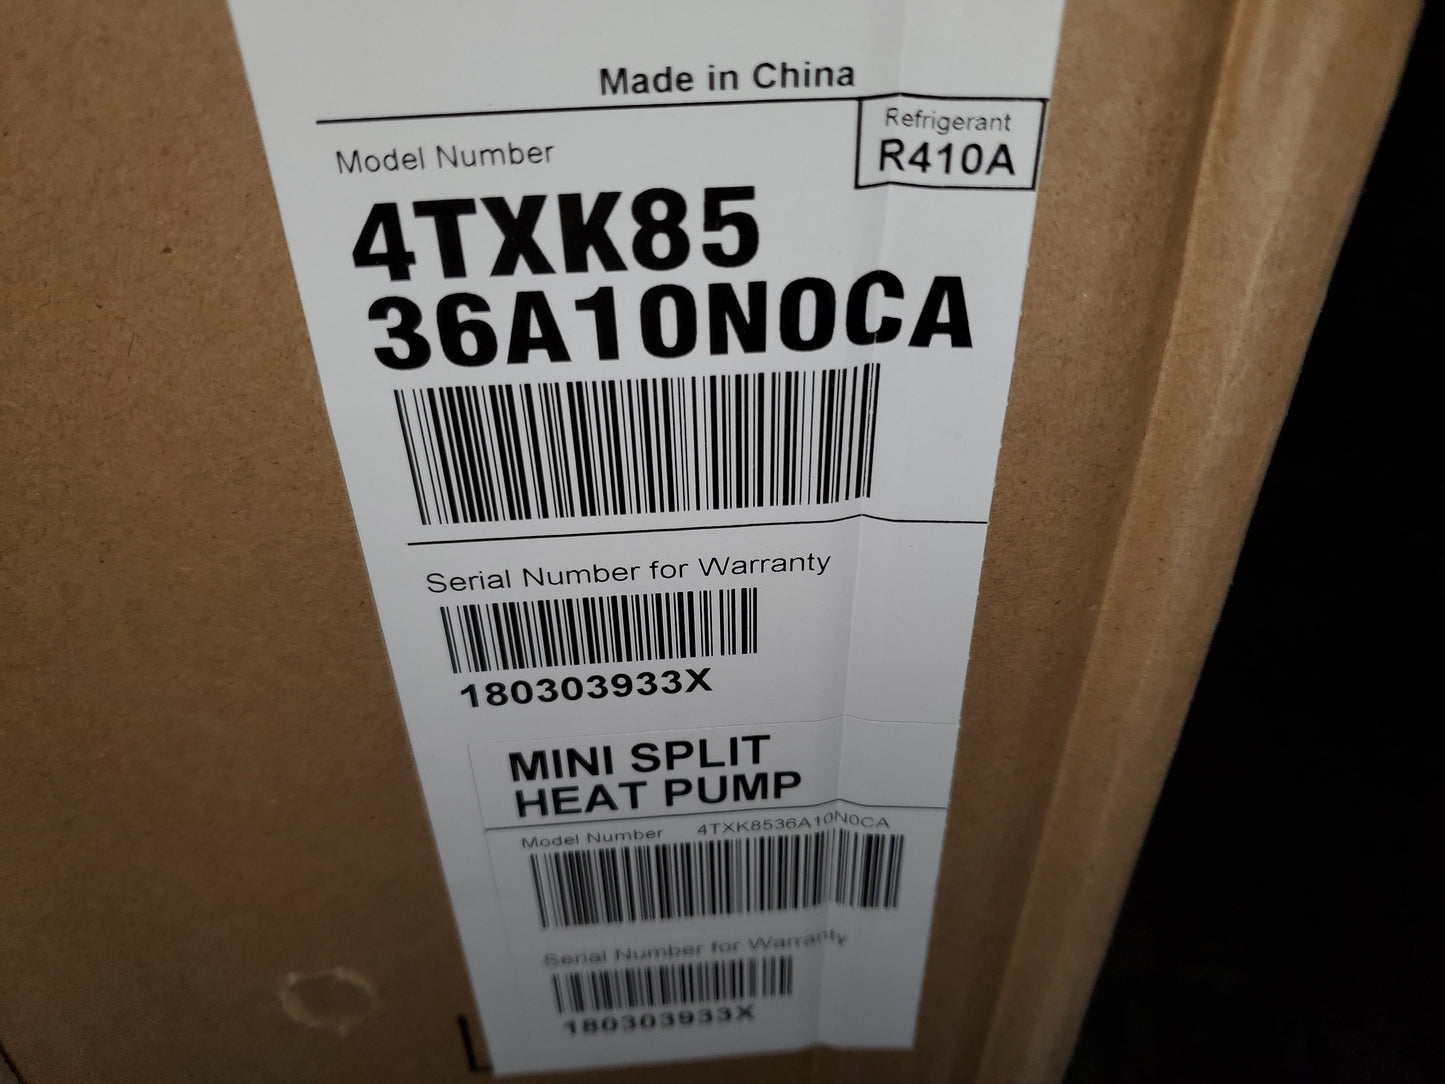 Made in China
Refrigerant
R410A
Model Number
4TXK85
36A10N0CA
Serial Number for Warranty
180303933X
MINI SPLIT
HEAT PUMP
Model Number 4TXK8536A10N0CA
Serial Number for Warranty
180303933X